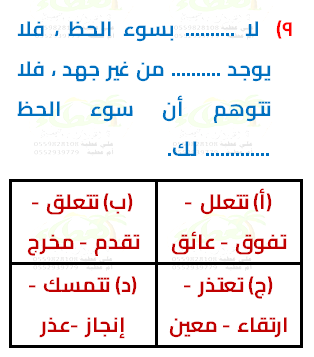 ٩) لا .......... بسوء الحظ ، فلا
يوجد .......... من غير جهد ، فلا
تتوهم أن سوء الحظ
............. لك.
(أ) تتعلل -
تفوق - عائق
(ب) تتعلق -
تقدم - مخرج
(ج) تعتذر -
ارتقاء - معين
(د) تتمسك -
إنجاز -عذر